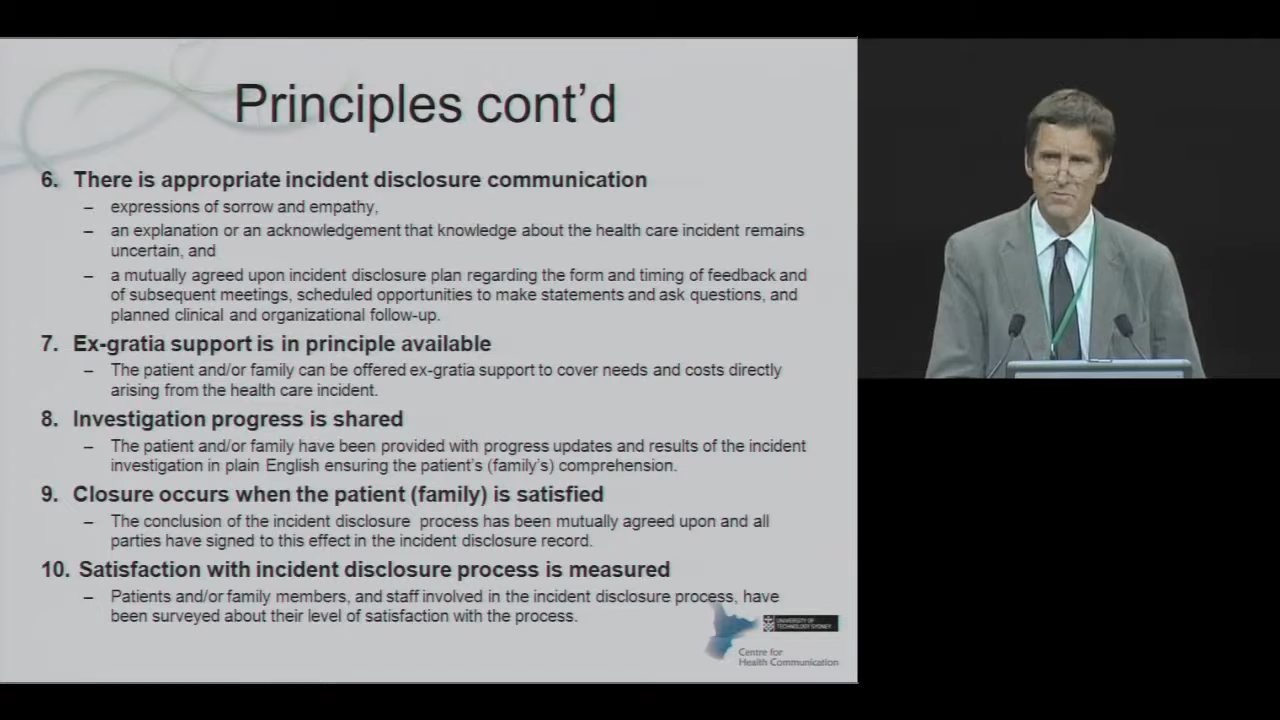 Principles cont'd
6. There is appropriate incident disclosure communication
– expressions of sorrow and empathy,
– an explanation or an acknowledgement that knowledge about the health care incident remains
uncertain, and
– a mutually agreed upon incident disclosure plan regarding the form and timing of feedback and
of subsequent meetings, scheduled opportunities to make statements and ask questions, and
planned clinical and organizational follow-up.
7. Ex-gratia support is in principle available
– The patient and/or family can be offered ex-gratia support to cover needs and costs directly
arising from the health care incident.
8. Investigation progress is shared
– The patient and/or family have been provided with progress updates and results of the incident
investigation in plain English ensuring the patient's (family's) comprehension.
9. Closure occurs when the patient (family) is satisfied
– The conclusion of the incident disclosure process has been mutually agreed upon and all
parties have signed to this effect in the incident disclosure record.
10. Satisfaction with incident disclosure process is measured
– Patients and/or family members, and staff involved in the incident disclosure process, have
been surveyed about their level of satisfaction with the process.
UNIVERSITY OF
TECHNOLOGY SYDNEY
Centre for
Health Communication